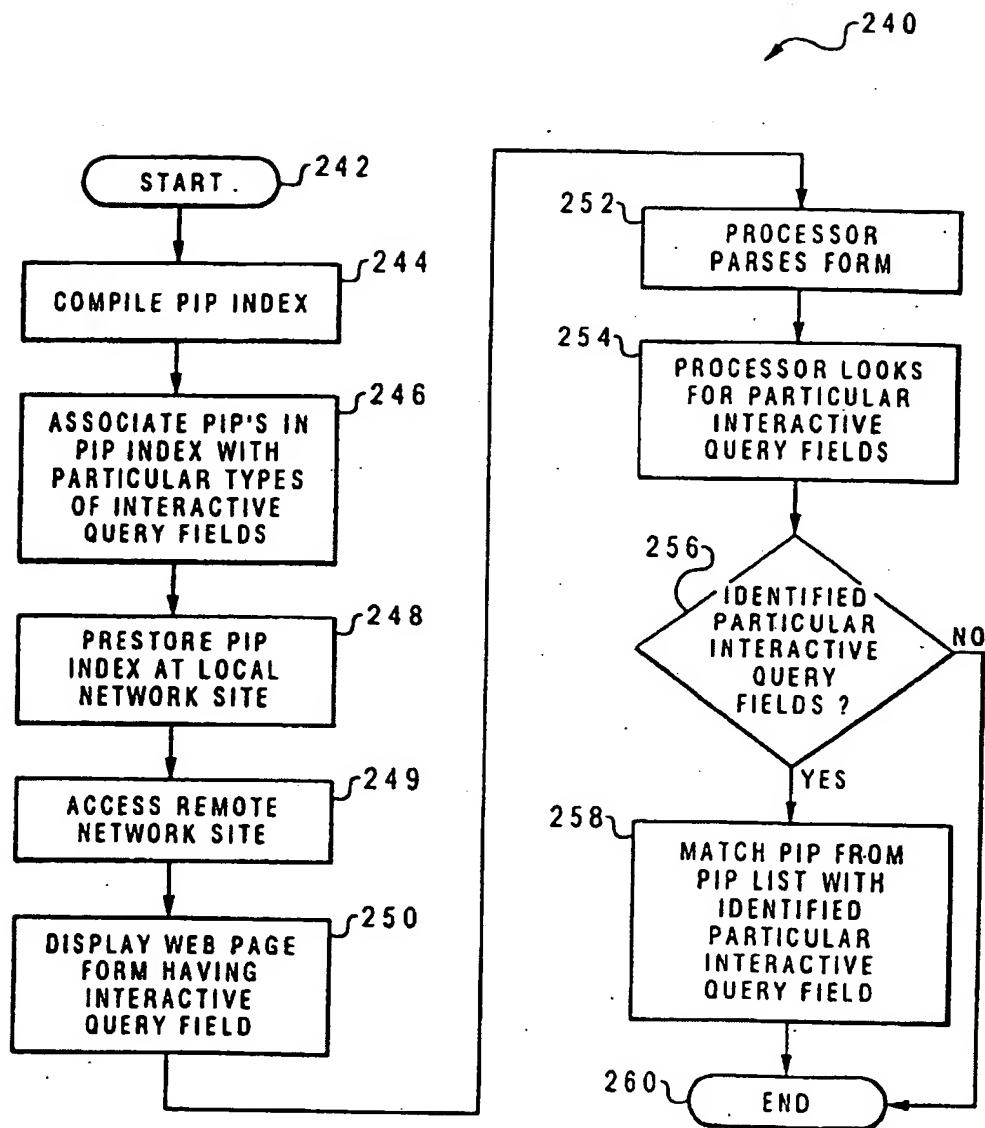 240
START.
242
COMPILE PIP INDEX
244
ASSOCIATE PIP'S IN
PIP INDEX WITH
PARTICULAR TYPES
OF INTERACTIVE
QUERY FIELDS
246
PRESTORE PIP
INDEX AT LOCAL
NETWORK SITE
248
ACCESS REMOTE
NETWORK SITE
249
DISPLAY WEB PAGE
FORM HAVING
INTERACTIVE
QUERY FIELD
250
252
PROCESSOR
PARSES FORM
254
PROCESSOR LOOKS
FOR PARTICULAR
INTERACTIVE
QUERY FIELDS
256
IDENTIFIED
PARTICULAR
INTERACTIVE
QUERY
FIELDS ?
NO
YES
258
MATCH PIP FROM
PIP LIST WITH
IDENTIFIED
PARTICULAR
INTERACTIVE
QUERY FIELD
260
END